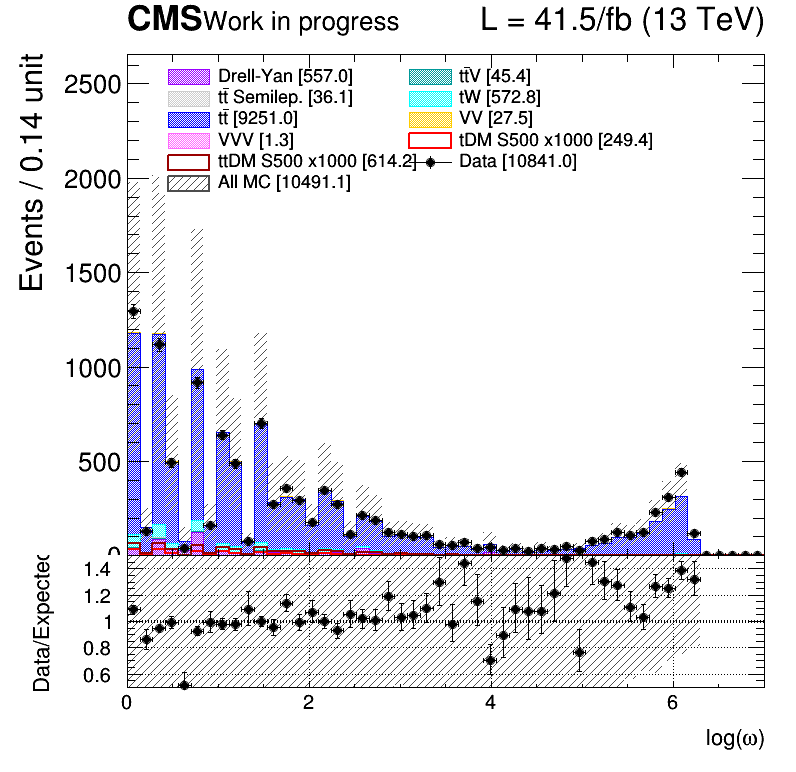 CMS Work in progress L = 41.5/fb (13 TeV)
Events / 0.14 unit
2500
2000
1500
1000
500
0
Drell-Yan [557.0] tt̄V [45.4]
tt̄ Semilep. [36.1] tW [572.8]
tt̄ [9251.0] VV [27.5]
VVV [1.3] tDM S500 x1000 [249.4]
ttDM S500 x1000 [614.2] Data [10841.0]
All MC [10491.1]
Data/Expected
1.4
1.2
1
0.8
0.6
0 2 4 6
log(ω)